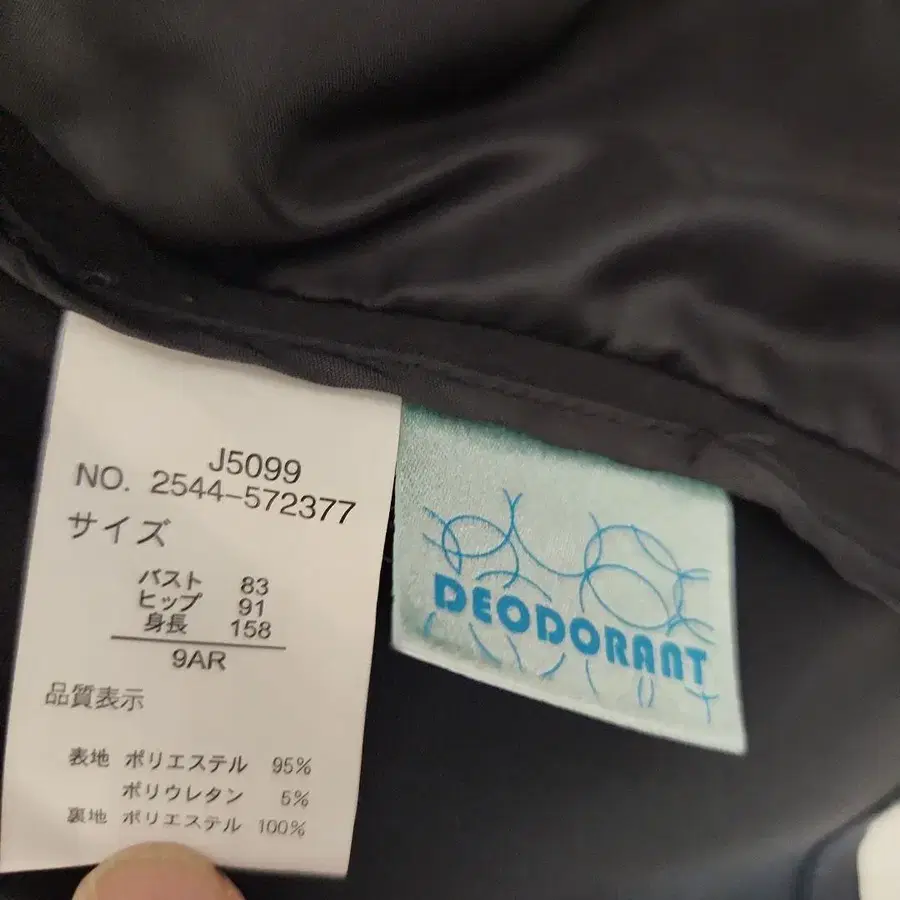 J5099
NO. 2544-572377
サイズ
バスト 83
ヒップ 91
身長 158
9AR
品質表示
表地 ポリエステル 95%
ポリウレタン 5%
裏地 ポリエステル 100%
DEODORANT